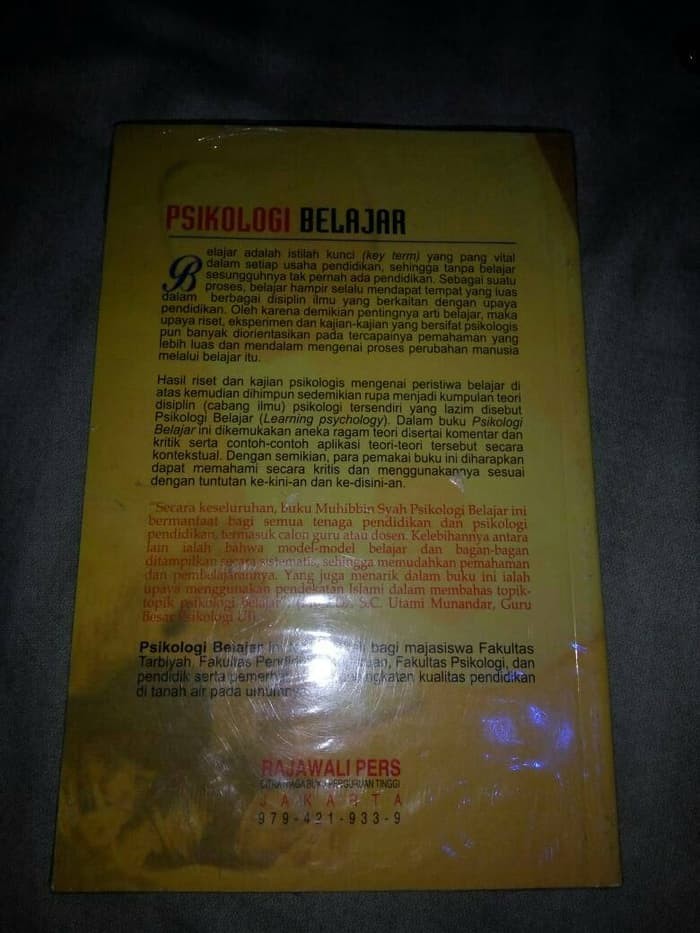 PSIKOLOGI BELAJAR
Belajar adalah istilah kunci (key term) yang pang vital
dalam setiap usaha pendidikan, sehingga tanpa belajar
sesungguhnya tak pernah ada pendidikan. Sebagai suatu
proses, belajar hampir selalu mendapat tempat yang luas
dalam berbagai disiplin ilmu yang berkaitan dengan upaya
pendidikan. Oleh karena demikian pentingnya arti belajar, maka
upaya riset, eksperimen dan kajian-kajian yang bersifat psikologis
pun banyak diorientasikan pada tercapainya pemahaman yang
lebih luas dan mendalam mengenai proses perubahan manusia
melalui belajar itu.
Hasil riset dan kajian psikologis mengenai peristiwa belajar di
atas kemudian dihimpun sedemikian rupa menjadi kumpulan teori
disiplin (cabang ilmu) psikologi tersendiri yang lazim disebut
Psikologi Belajar (Learning psychology). Dalam buku Psikologi
Belajar ini dikemukakan aneka ragam teori disertai komentar dan
kritik serta contoh-contoh aplikasi teori-teori tersebut secara
kontekstual. Dengan semikian, para pemakai buku ini diharapkan
dapat memahami secara kritis dan menggunakannya sesuai
dengan tuntutan ke-kini-an dan ke-disini-an.
"Secara keseluruhan, buku Muhibbin Syah Psikologi Belajar ini
bermanfaat bagi semua tenaga pendidikan dan psikologi
pendidikan, termasuk calon guru atau dosen. Kelebihannya antara
lain ialah bahwa model-model belajar dan bagan-bagan
ditampilkan secara sistematis, sehingga memudahkan pemahaman
dan pembelajarannya. Yang juga menarik dalam buku ini ialah
upaya menggunakan pendekatan Islami dalam membahas topik-
topik psikologi belajar" S.C. Utami Munandar, Guru
Besar Psikologi UI).
Psikologi Belajar ini bagi majasiswa Fakultas
Tarbiyah, Fakultas Fakultas Psikologi, dan
pendidik serta kualitas pendidikan
di tanah air pada umumnya
RAJAWALI PERS
CITRA NIAGA BUKU PERGURUAN TINGGI
JAKARTA
979-421-933-9